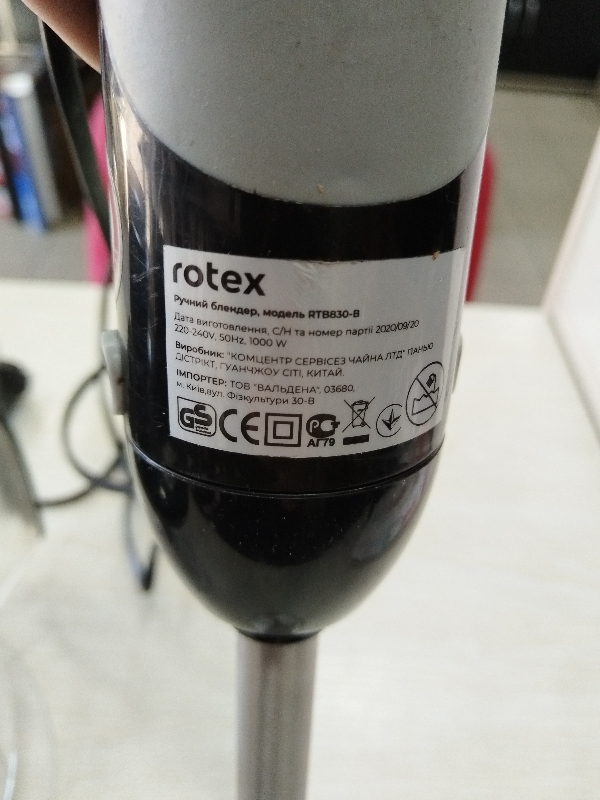 rotex
Ручний блендер, модель RTB830-B
Дата виготовлення, С/Н та номер партії 2020/09/20
220-240V, 50Hz, 1000 W
Виробник: "КОМЦЕНТР СЕРВІСЕЗ ЧАЙНА ЛТД" ПАНЬЮ
ДІСТРІКТ, ГУАНЧЖОУ СІТІ, КИТАЙ.
ІМПОРТЕР: ТОВ "ВАЛЬДЕНА", 03680,
м. Київ,вул. Фізкультури 30-В
GS CE PC
АГ79